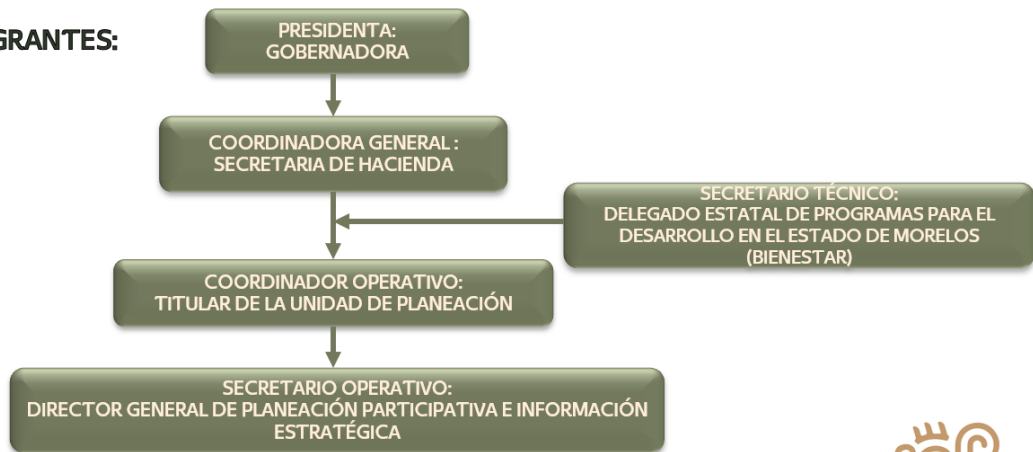 GRANTES:
PRESIDENTA:
GOBERNADORA
COORDINADORA GENERAL :
SECRETARIA DE HACIENDA
SECRETARIO TÉCNICO:
DELEGADO ESTATAL DE PROGRAMAS PARA EL
DESARROLLO EN EL ESTADO DE MORELOS
(BIENESTAR)
COORDINADOR OPERATIVO:
TITULAR DE LA UNIDAD DE PLANEACIÓN
SECRETARIO OPERATIVO:
DIRECTOR GENERAL DE PLANEACIÓN PARTICIPATIVA E INFORMACIÓN
ESTRATÉGICA